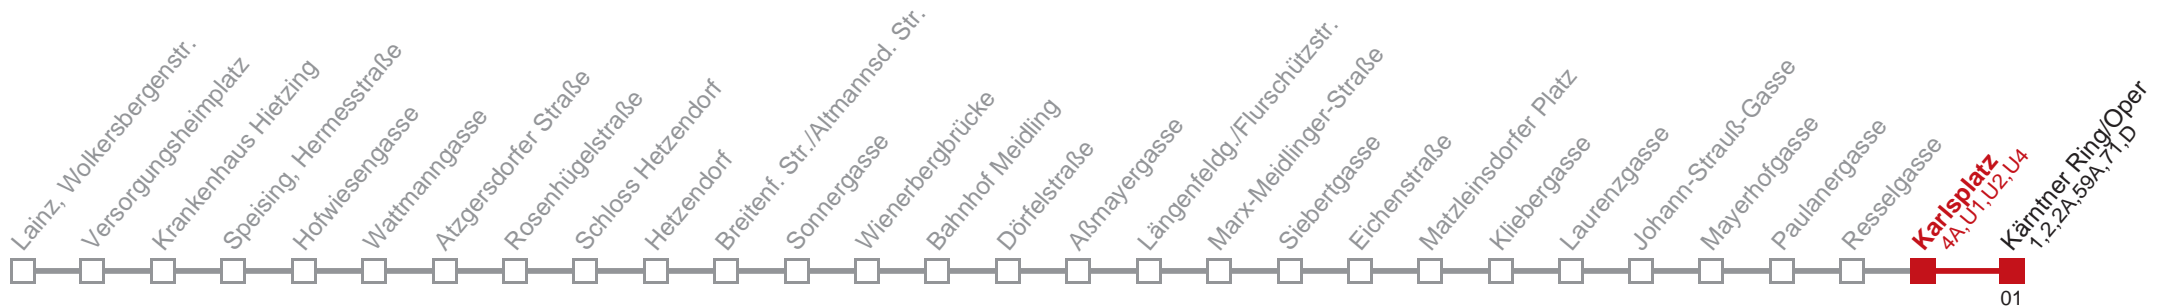 Lainz, Wolkersbergenstr.
Versorgungsheimplatz
Krankenhaus Hietzing
Speising, Hermesstraße
Hofwiesengasse
Wattmanngasse
Atzgersdorfer Straße
Rosenhügelstraße
Schloss Hetzendorf
Hetzendorf
Breitenf. Str./Altmannsd. Str.
Sonnergasse
Wienerbergbrücke
Bahnhof Meidling
Dörfelstraße
Aßmayergasse
Längenfeldg./Flurschützstr.
Marx-Meidlinger-Straße
Siebertgasse
Eichenstraße
Matzleinsdorfer Platz
Kliebergasse
Laurenzgasse
Johann-Strauß-Gasse
Mayerhofgasse
Paulanergasse
Resselgasse
Karlsplatz
4A,U1,U2,U4
Kärntner Ring/Oper
1,2,2A,59A,71,D
01